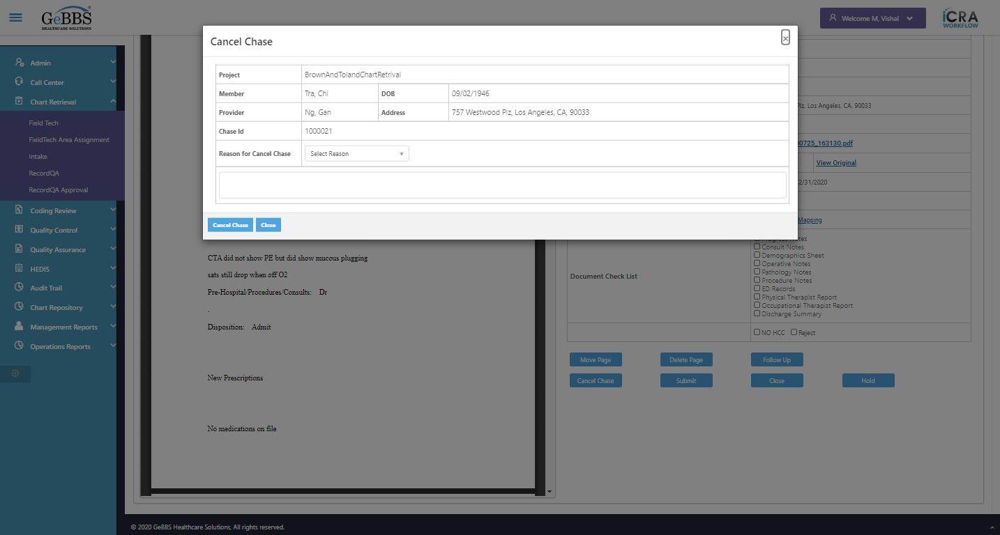 GeBBS
HEALTHCARE SOLUTIONS
Welcome M, Vishal
iCRA
WORKFLOW
Admin
Call Center
Chart Retrieval
Field Tech
FieldTech Area Assignment
Intake
RecordQA
RecordQA Approval
Coding Review
Quality Control
Quality Assurance
HEDIS
Audit Trail
Chart Repository
Management Reports
Operations Reports
Cancel Chase
Project BrownAndTolandChartRetrival
Member Tra, Chi DOB 09/02/1946
Provider Ng, Gan Address 757 Westwood Plz, Los Angeles, CA, 90033
Chase Id 1000021
Reason for Cancel Chase Select Reason
Cancel Chase Close
CTA did not show PE but did show mucous plugging
sats still drop when off O2
Pre-Hospital/Procedures/Consults: Dr
.
Disposition: Admit
New Prescriptions
No medications on file
Plz, Los Angeles, CA, 90033
00725_163130.pdf
View Original
2/31/2020
Mapping
Document Check List
Progress Notes
Consult Notes
Demographics Sheet
Operative Notes
Pathology Notes
Procedure Notes
ED Records
Physical Therapist Report
Occupational Therapist Report
Discharge Summary
NO HCC Reject
Move Page Delete Page Follow Up
Cancel Chase Submit Close Hold
© 2020 GeBBS Healthcare Solutions, All rights reserved.